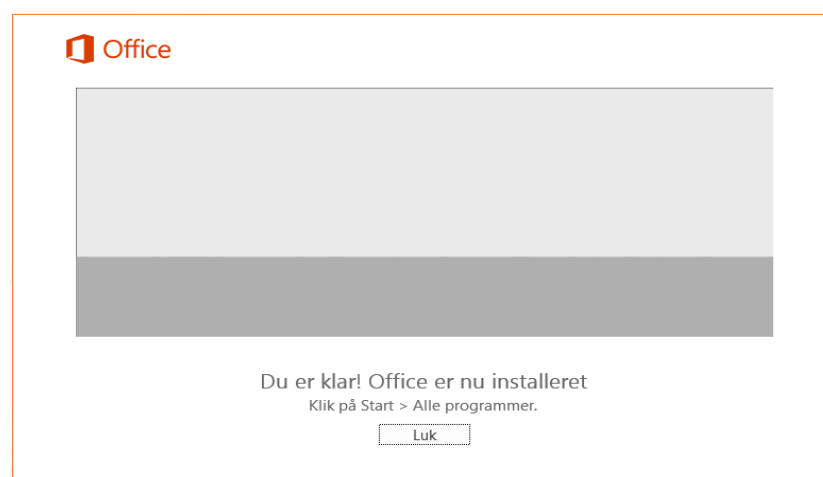 Office
Du er klar! Office er nu installeret
Klik på Start > Alle programmer.
Luk